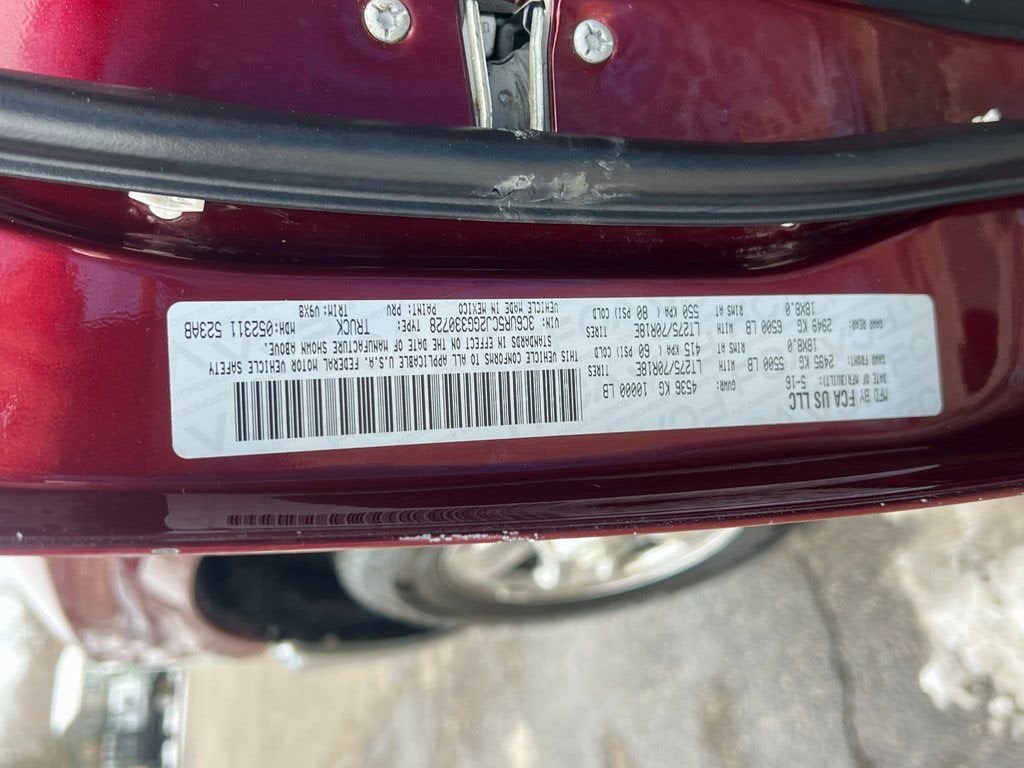 MFD BY FCA US LLC
DATE OF MFR(BUILT): 5-16 GVWR: 4536 KG 10000 LB
GAWR FRONT: 2495 KG 5500 LB WITH LT275/70R18E TIRES
18X8.0 RIMS AT 415 KPA( 60 PSI) COLD
GAWR REAR: 2949 KG 6500 LB WITH LT275/70R18E TIRES
18X8.0 RIMS AT 550 KPA( 80 PSI) COLD
THIS VEHICLE CONFORMS TO ALL APPLICABLE U.S.A. FEDERAL MOTOR VEHICLE SAFETY
STANDARDS IN EFFECT ON THE DATE OF MANUFACTURE SHOWN ABOVE.
VIN: 3C6UR5CJ2GG330728 TYPE: TRUCK MDH:052311 523AB
VEHICLE MADE IN MEXICO PAINT: PRV TRIM:V9X8